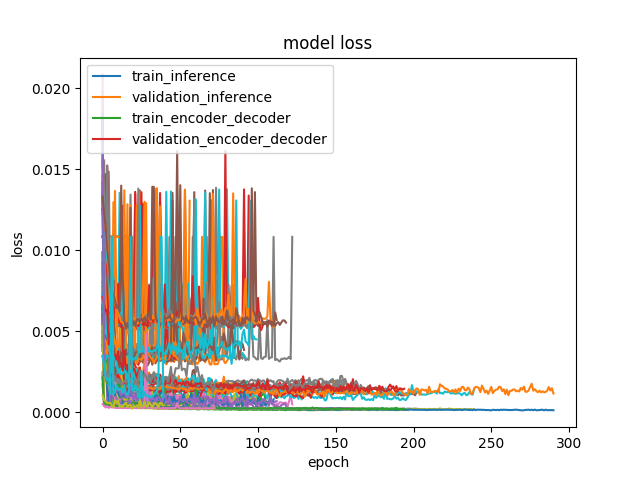 model loss
train_inference
validation_inference
train_encoder_decoder
validation_encoder_decoder
0.020
0.015
0.010
0.005
0.000
loss
0 50 100 150 200 250 300
epoch